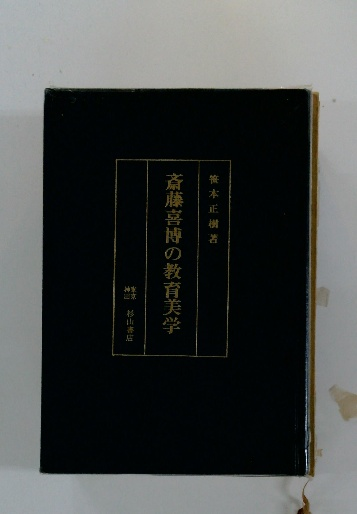 笹本正樹著
斎藤喜博の教育美学
東京
神田
杉山書店